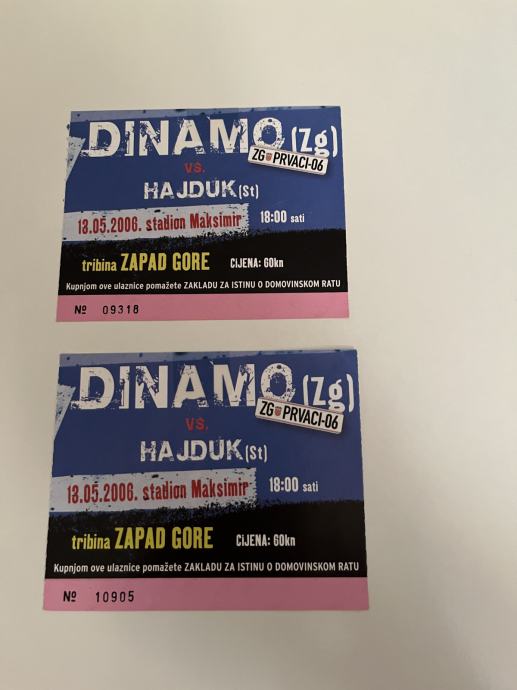 DINAMO (Zg)
ZG PRVACI-06
VS.
HAJDUK (St)
13.05.2006. stadion Maksimir 18:00 sati
tribina ZAPAD GORE CIJENA: 60kn
Kupnjom ove ulaznice pomažete ZAKLADU ZA ISTINU O DOMOVINSKOM RATU
Nº 09318
DINAMO (Zg)
ZG PRVACI-06
VS.
HAJDUK (St)
13.05.2006. stadion Maksimir 18:00 sati
tribina ZAPAD GORE CIJENA: 60kn
Kupnjom ove ulaznice pomažete ZAKLADU ZA ISTINU O DOMOVINSKOM RATU
Nº 10905